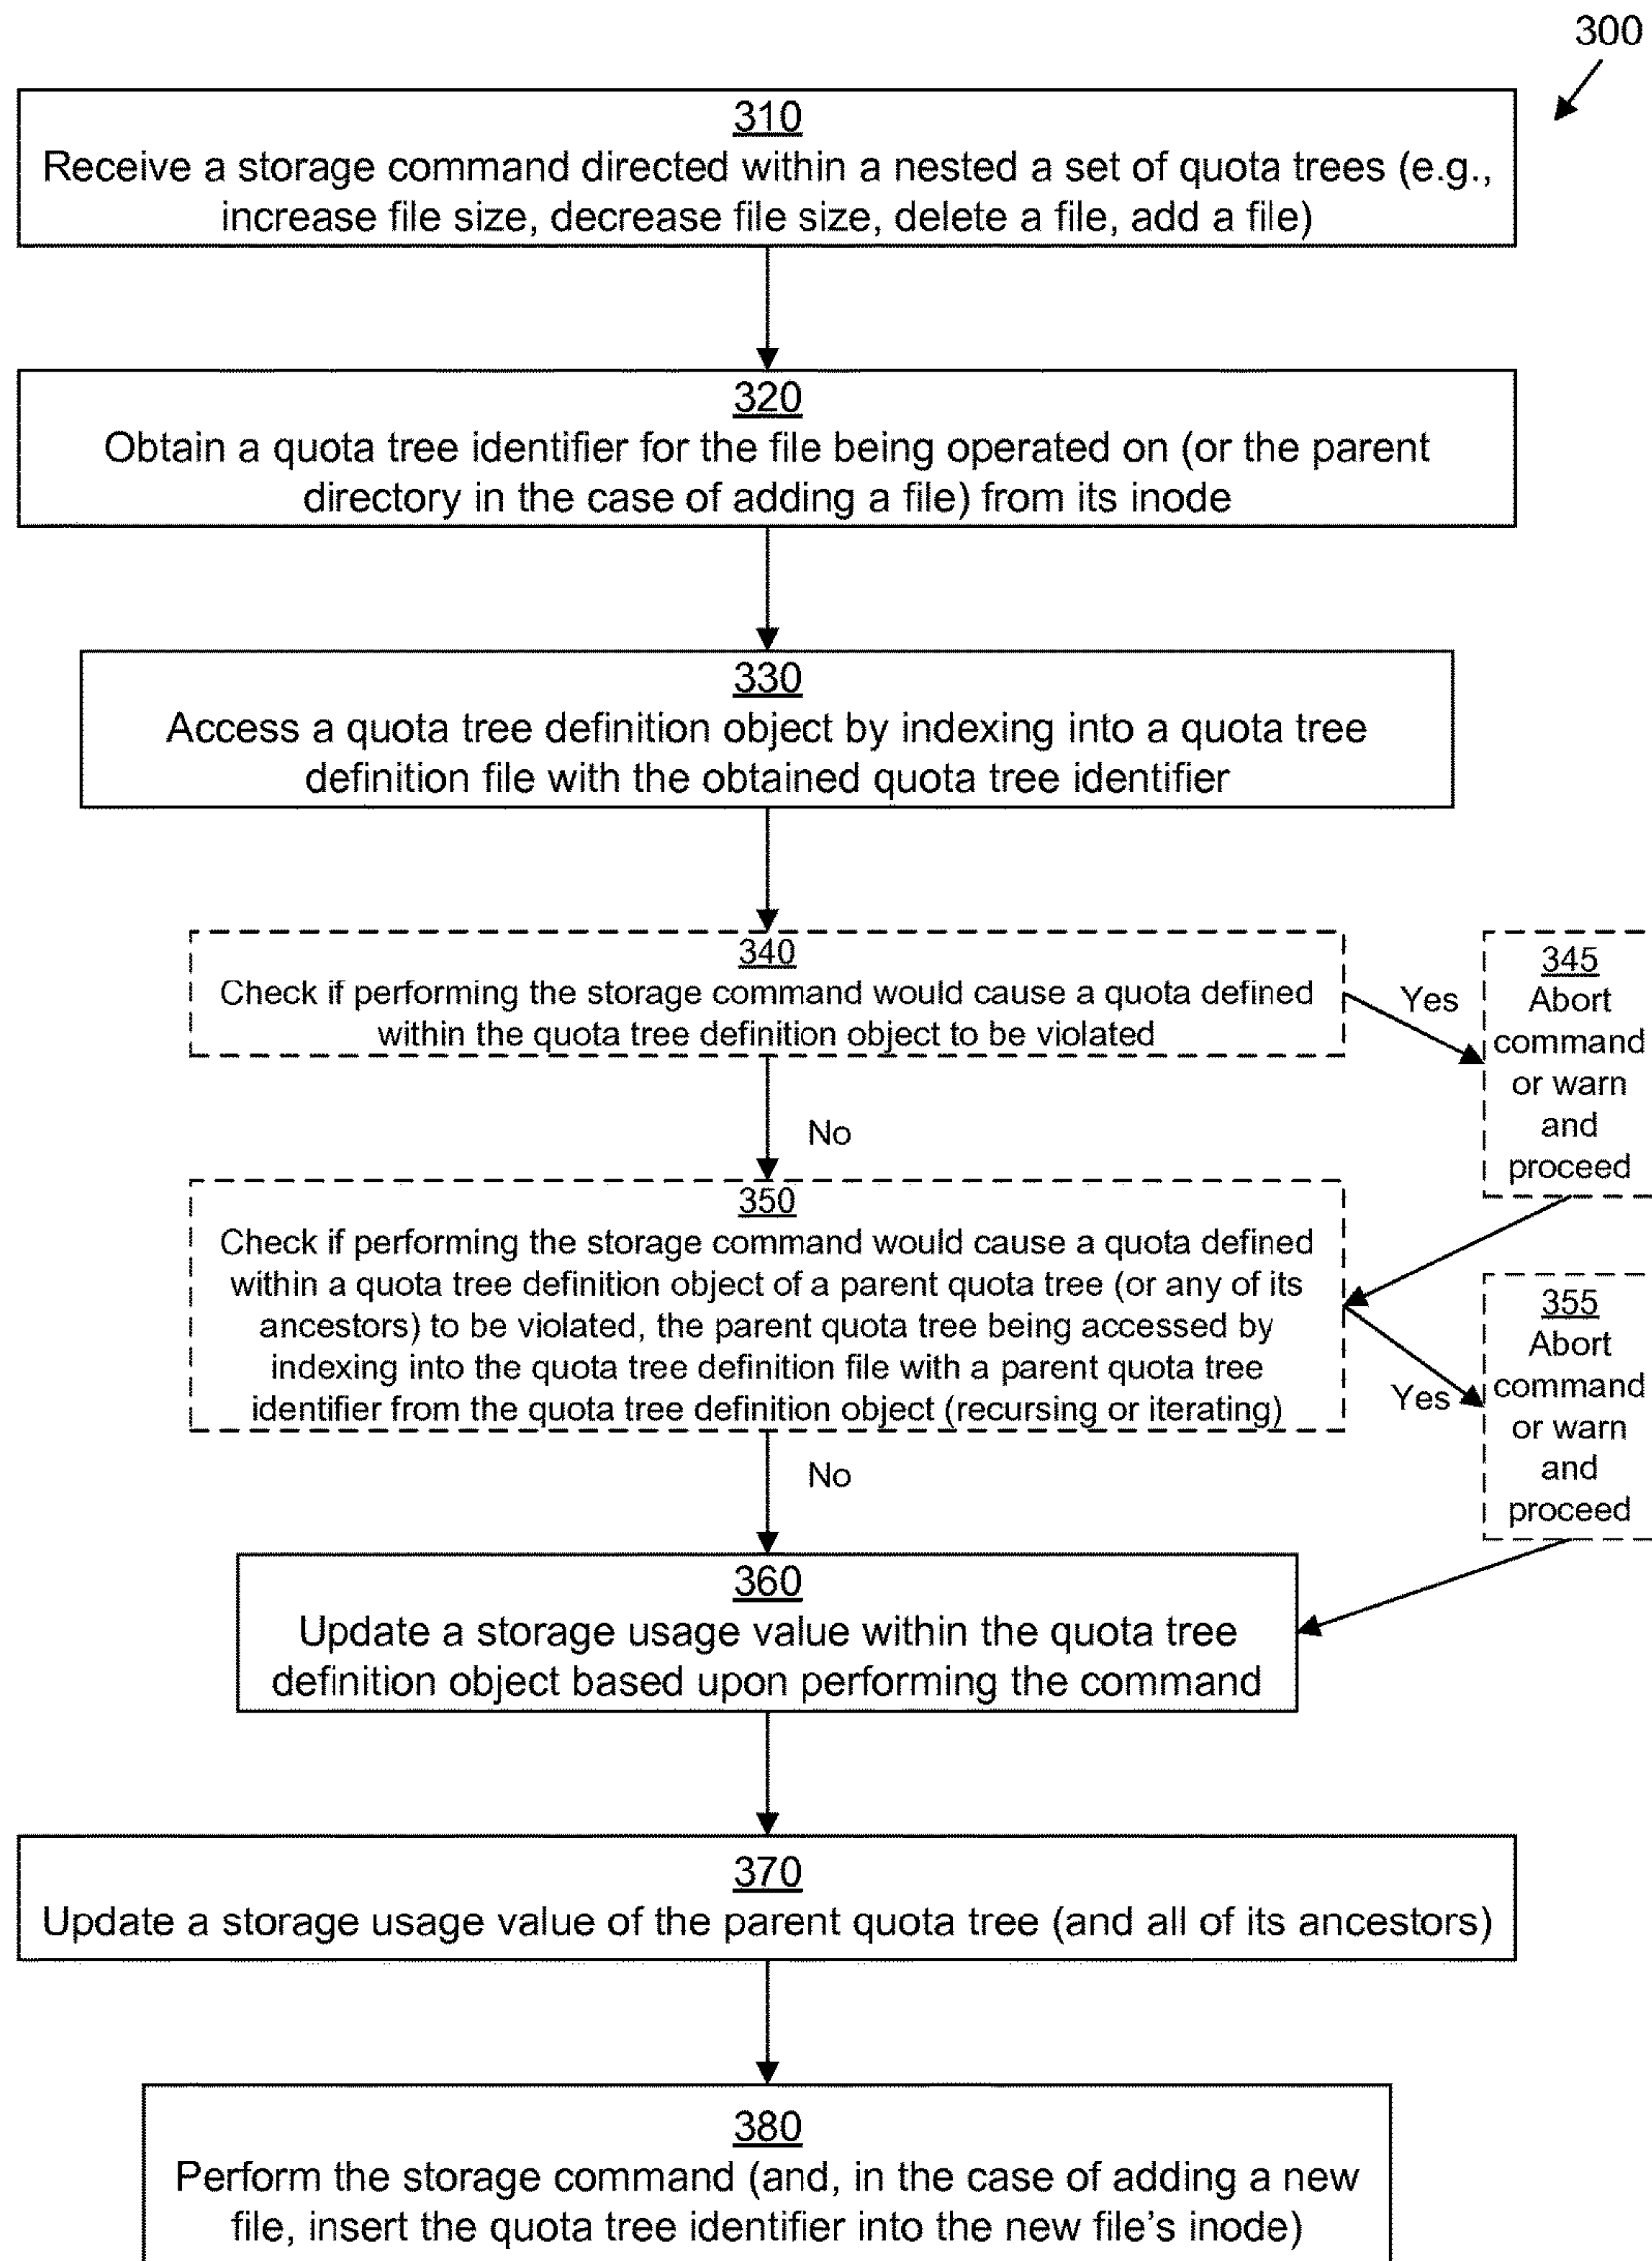 300
310
Receive a storage command directed within a nested a set of quota trees (e.g.,
increase file size, decrease file size, delete a file, add a file)
320
Obtain a quota tree identifier for the file being operated on (or the parent
directory in the case of adding a file) from its inode
330
Access a quota tree definition object by indexing into a quota tree
definition file with the obtained quota tree identifier
340
Check if performing the storage command would cause a quota defined
within the quota tree definition object to be violated
Yes
345
Abort
command
or warn
and
proceed
No
350
Check if performing the storage command would cause a quota defined
within a quota tree definition object of a parent quota tree (or any of its
ancestors) to be violated, the parent quota tree being accessed by
indexing into the quota tree definition file with a parent quota tree
identifier from the quota tree definition object (recursing or iterating)
Yes
355
Abort
command
or warn
and
proceed
No
360
Update a storage usage value within the quota tree
definition object based upon performing the command
370
Update a storage usage value of the parent quota tree (and all of its ancestors)
380
Perform the storage command (and, in the case of adding a new
file, insert the quota tree identifier into the new file's inode)